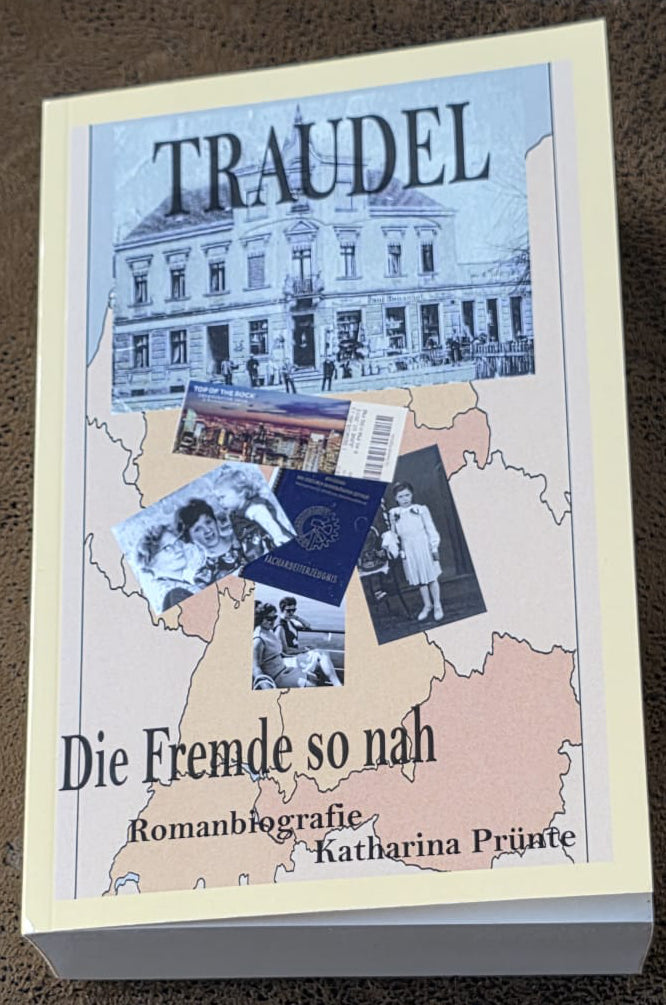 TRAUDEL
TOP OF THE ROCK
FACHARBEITERZEUGNIS
Die Fremde so nah
Romanbiografie
Katharina Prünte